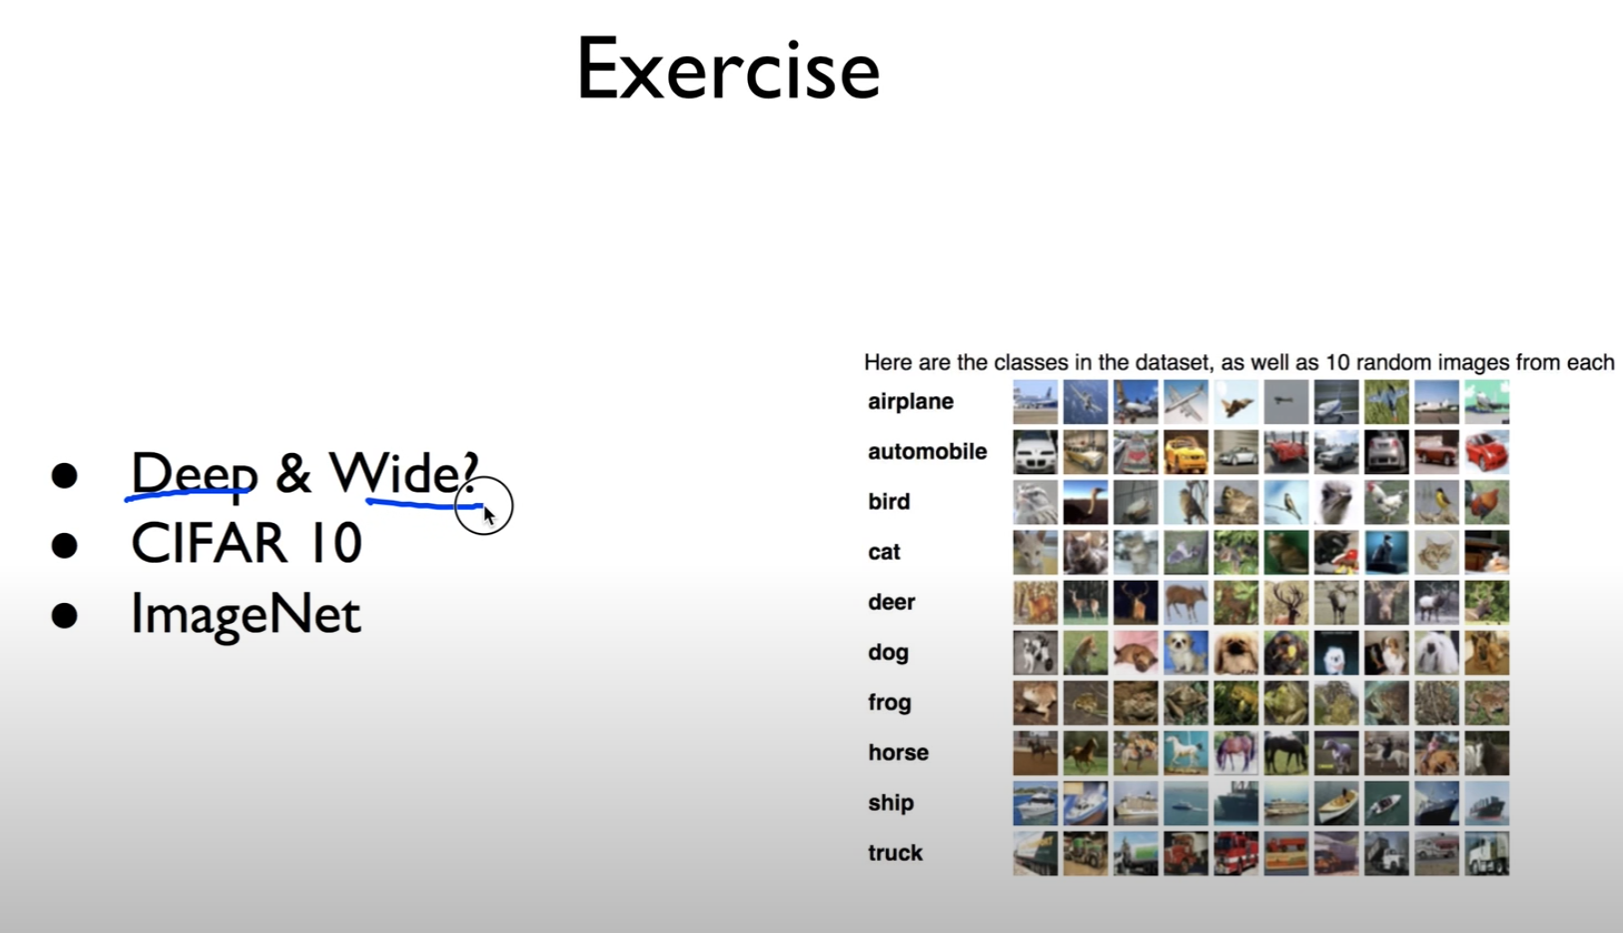 Exercise
● Deep & Wide?
● CIFAR 10
● ImageNet
Here are the classes in the dataset, as well as 10 random images from each
airplane
automobile
bird
cat
deer
dog
frog
horse
ship
truck